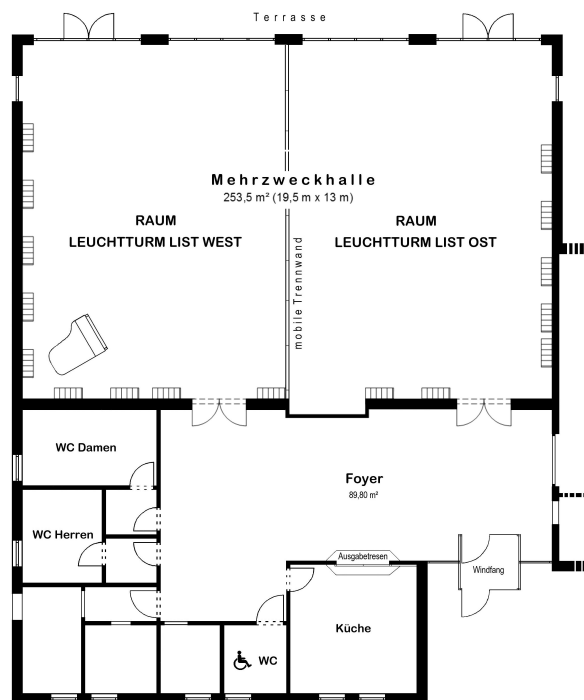 Terrasse
Mehrzweckhalle
253,5 m² (19,5 m x 13 m)
RAUM
LEUCHTTURM LIST WEST
RAUM
LEUCHTTURM LIST OST
mobile Trennwand
WC Damen
Foyer
89,80 m²
WC Herren
Ausgabetresen
Windfang
Küche
WC